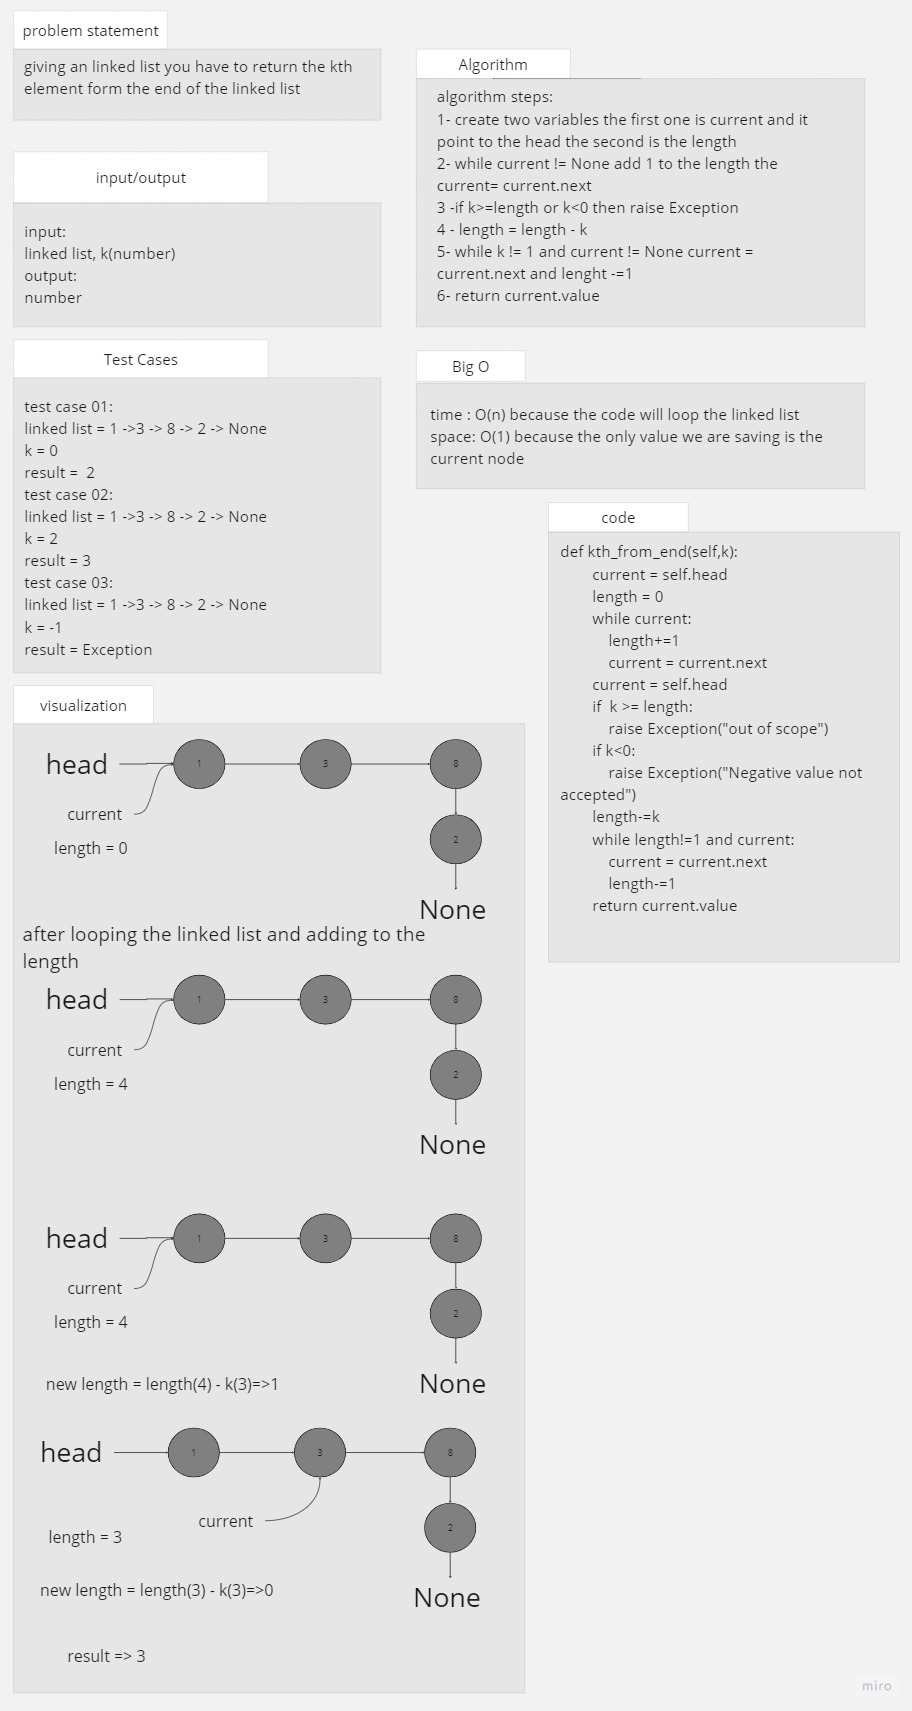 problem statement
giving an linked list you have to return the kth
element form the end of the linked list
input/output
input:
linked list, k(number)
output:
number
Test Cases
test case 01:
linked list = 1 ->3 -> 8 -> 2 -> None
k = 0
result =  2
test case 02:
linked list = 1 ->3 -> 8 -> 2 -> None
k = 2
result = 3
test case 03:
linked list = 1 ->3 -> 8 -> 2 -> None
k = -1
result = Exception
Algorithm
algorithm steps:
1- create two variables the first one is current and it
point to the head the second is the length
2- while current != None add 1 to the length the
current= current.next
3 -if k>=length or k<0 then raise Exception
4 - length = length - k
5- while k != 1 and current != None current =
current.next and lenght -=1
6- return current.value
Big O
time : O(n) because the code will loop the linked list
space: O(1) because the only value we are saving is the
current node
code
def kth_from_end(self,k):
current = self.head
length = 0
while current:
length+=1
current = current.next
current = self.head
if  k >= length:
raise Exception("out of scope")
if k<0:
raise Exception("Negative value not
accepted")
length-=k
while length!=1 and current:
current = current.next
length-=1
return current.value
visualization
head 1 3 8
current
2
length = 0
None
after looping the linked list and adding to the
length
head 1 3 8
current
2
length = 4
None
head 1 3 8
current
2
length = 4
new length = length(4) - k(3)=>1
None
head 1 3 8
current
2
length = 3
new length = length(3) - k(3)=>0
None
result => 3
miro